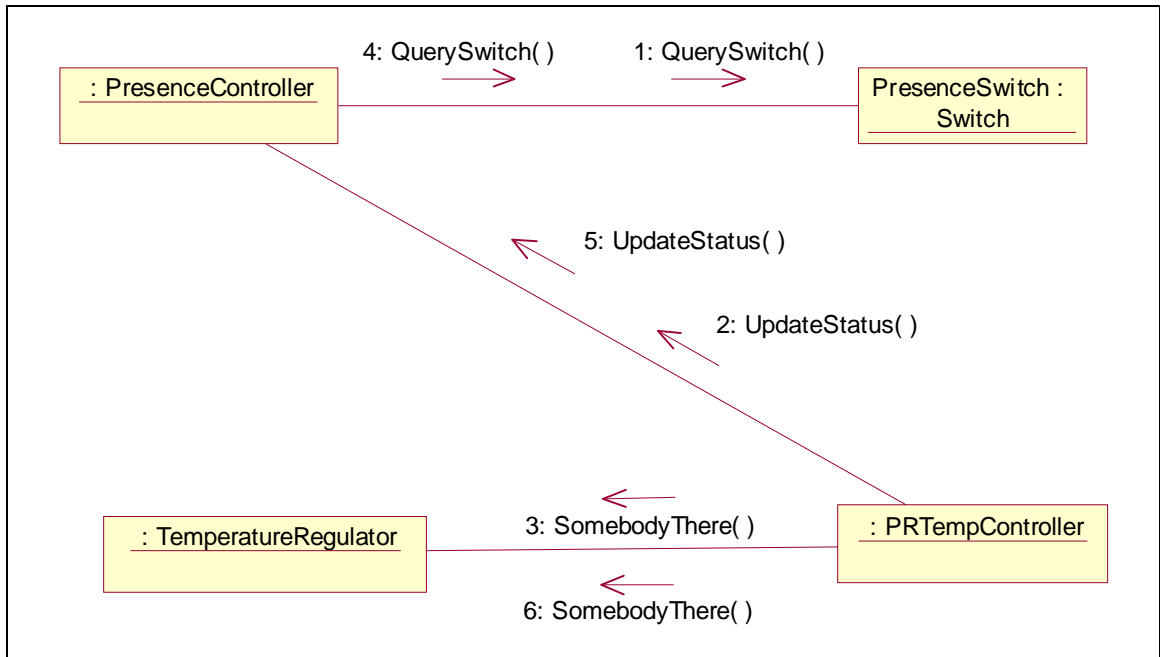 4: QuerySwitch( )
1: QuerySwitch( )
: PresenceController
PresenceSwitch :
Switch
5: UpdateStatus( )
2: UpdateStatus( )
3: SomebodyThere( )
: TemperatureRegulator
: PRTempController
6: SomebodyThere( )